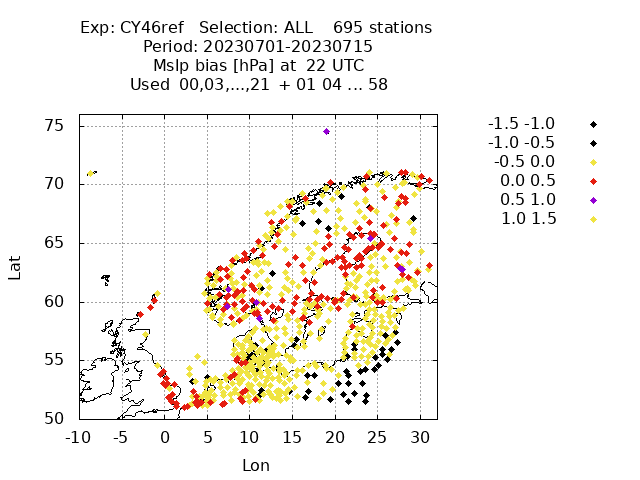 Exp: CY46ref Selection: ALL 695 stations
Period: 20230701-20230715
Mslp bias [hPa] at 22 UTC
Used 00,03,...,21 + 01 04 ... 58
75
70
65
60
55
50
Lat
-10 -5 0 5 10 15 20 25 30
Lon
-1.5 -1.0
-1.0 -0.5
-0.5 0.0
0.0 0.5
0.5 1.0
1.0 1.5